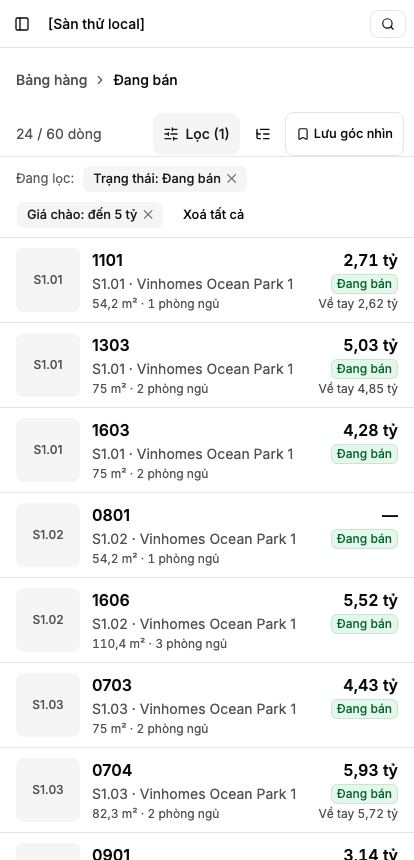 [Sàn thử local]
Bảng hàng > Đang bán
24 / 60 dòng
Lọc (1)
Lưu góc nhìn
Đang lọc:
Trạng thái: Đang bán ×
Giá chào: đến 5 tỷ ×
Xoá tất cả
S1.01
1101
2,71 tỷ
S1.01 · Vinhomes Ocean Park 1
Đang bán
54,2 m² · 1 phòng ngủ
Về tay 2,62 tỷ
S1.01
1303
5,03 tỷ
S1.01 · Vinhomes Ocean Park 1
Đang bán
75 m² · 2 phòng ngủ
Về tay 4,85 tỷ
S1.01
1603
4,28 tỷ
S1.01 · Vinhomes Ocean Park 1
Đang bán
75 m² · 2 phòng ngủ
S1.02
0801
—
S1.02 · Vinhomes Ocean Park 1
Đang bán
54,2 m² · 1 phòng ngủ
S1.02
1606
5,52 tỷ
S1.02 · Vinhomes Ocean Park 1
Đang bán
110,4 m² · 3 phòng ngủ
S1.03
0703
4,43 tỷ
S1.03 · Vinhomes Ocean Park 1
Đang bán
75 m² · 2 phòng ngủ
S1.03
0704
5,93 tỷ
S1.03 · Vinhomes Ocean Park 1
Đang bán
82,3 m² · 2 phòng ngủ
Về tay 5,72 tỷ
0901
3,14 tỷ